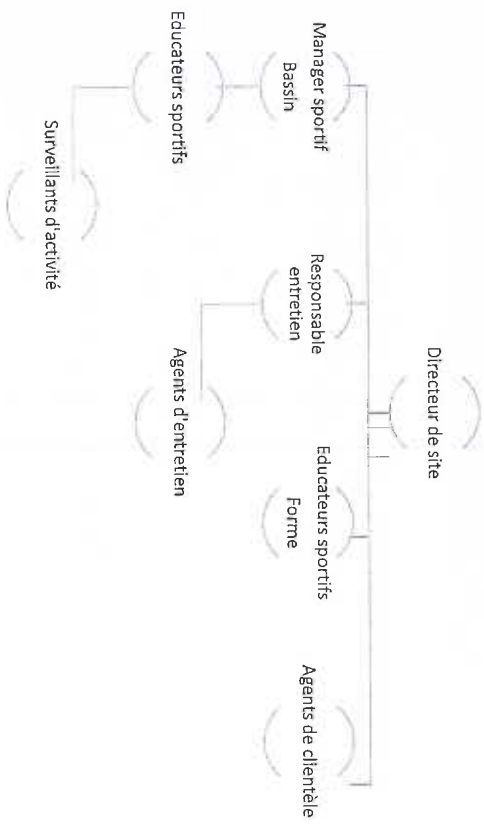 Directeur de site
Manager sportif
Bassin
Responsable
entretien
Educateurs sportifs
Forme
Agents de clientèle
Educateurs sportifs
Agents d'entretien
Surveillants d'activité